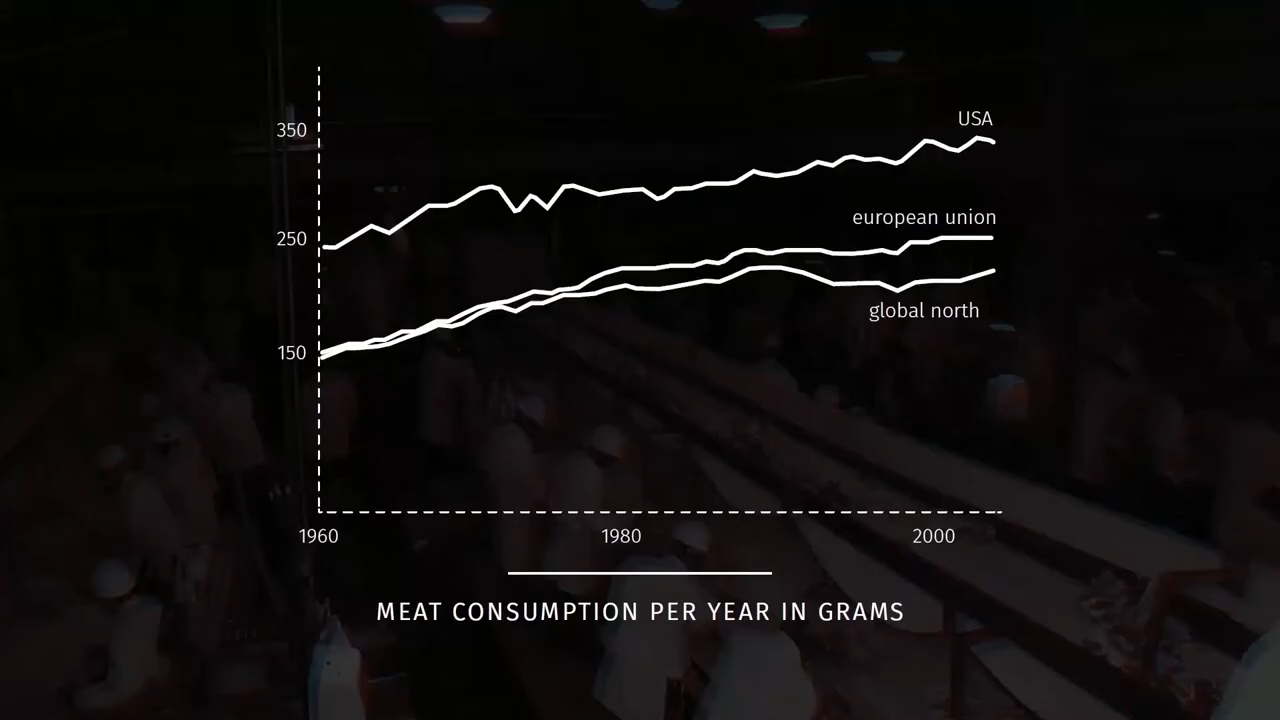 USA
350
european union
250
global north
150
1960 1980 2000
MEAT CONSUMPTION PER YEAR IN GRAMS